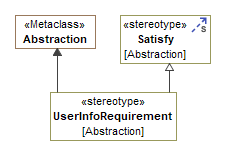 «Metaclass»
Abstraction
«stereotype»
Satisfy
[Abstraction]
S
«stereotype»
UserInfoRequirement
[Abstraction]